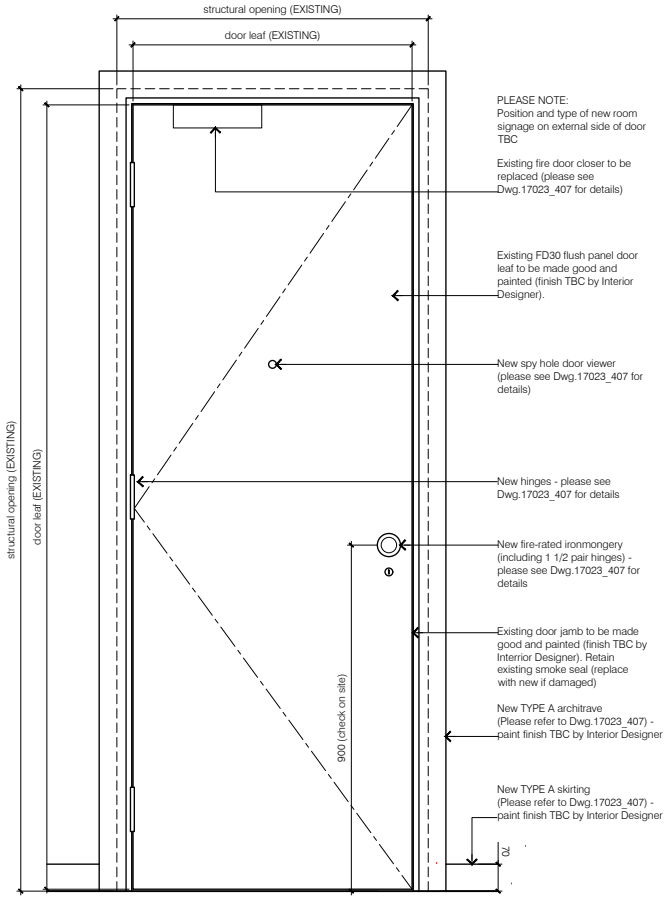 structural opening (EXISTING)
door leaf (EXISTING)
structural opening (EXISTING)
door leaf (EXISTING)
PLEASE NOTE:
Position and type of new room
signage on external side of door
TBC
Existing fire door closer to be
replaced (please see
Dwg.17023_407 for details)
Existing FD30 flush panel door
leaf to be made good and
painted (finish TBC by Interior
Designer).
New spy hole door viewer
(please see Dwg.17023_407 for
details)
New hinges - please see
Dwg.17023_407 for details
New fire-rated ironmongery
(including 1 1/2 pair hinges) -
please see Dwg.17023_407 for
details
Existing door jamb to be made
good and painted (finish TBC by
Interrior Designer). Retain
existing smoke seal (replace
with new if damaged)
900 (check on site)
New TYPE A architrave
(Please refer to Dwg.17023_407) -
paint finish TBC by Interior Designer
New TYPE A skirting
(Please refer to Dwg.17023_407) -
paint finish TBC by Interior Designer
70